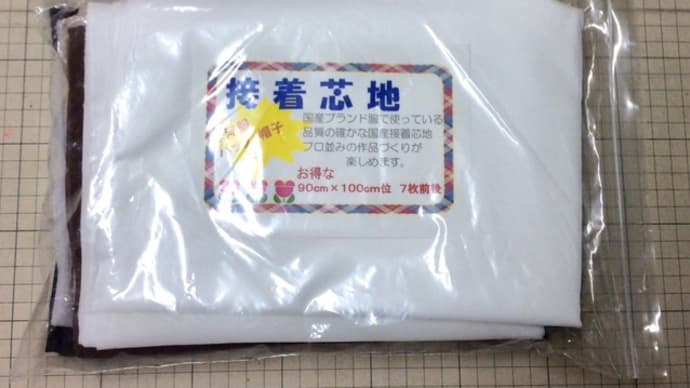 接着芯地
帽子
国産ブランド服で使っている
品質の確かな国産接着芯地
プロ並みの作品づくりが
楽しめます。
お得な
90cm×100cm位 7枚前後